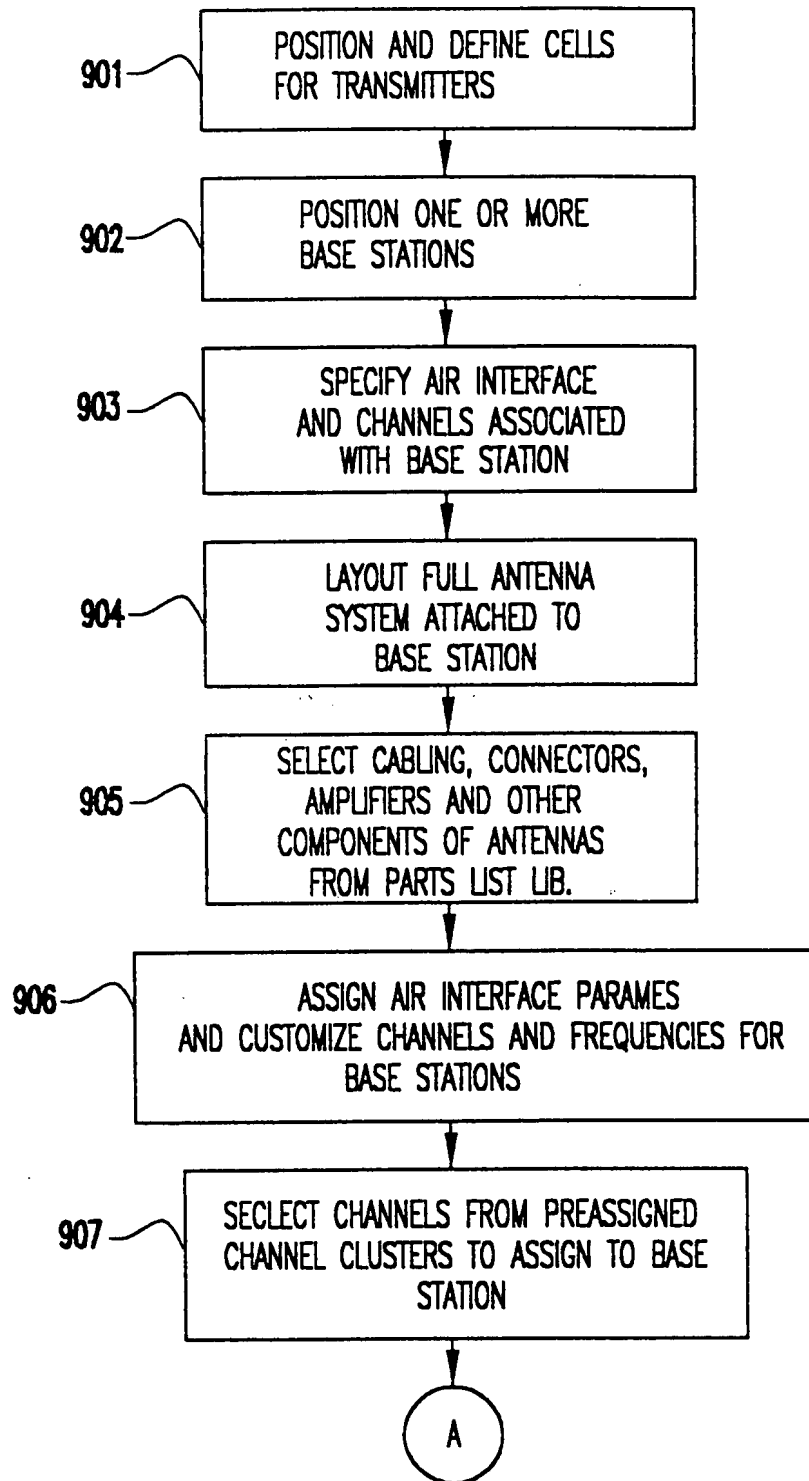 901
POSITION AND DEFINE CELLS
FOR TRANSMITTERS
902
POSITION ONE OR MORE
BASE STATIONS
903
SPECIFY AIR INTERFACE
AND CHANNELS ASSOCIATED
WITH BASE STATION
904
LAYOUT FULL ANTENNA
SYSTEM ATTACHED TO
BASE STATION
905
SELECT CABLING, CONNECTORS,
AMPLIFIERS AND OTHER
COMPONENTS OF ANTENNAS
FROM PARTS LIST LIB.
906
ASSIGN AIR INTERFACE PARAMES
AND CUSTOMIZE CHANNELS AND FREQUENCIES FOR
BASE STATIONS
907
SECLECT CHANNELS FROM PREASSIGNED
CHANNEL CLUSTERS TO ASSIGN TO BASE
STATION
A